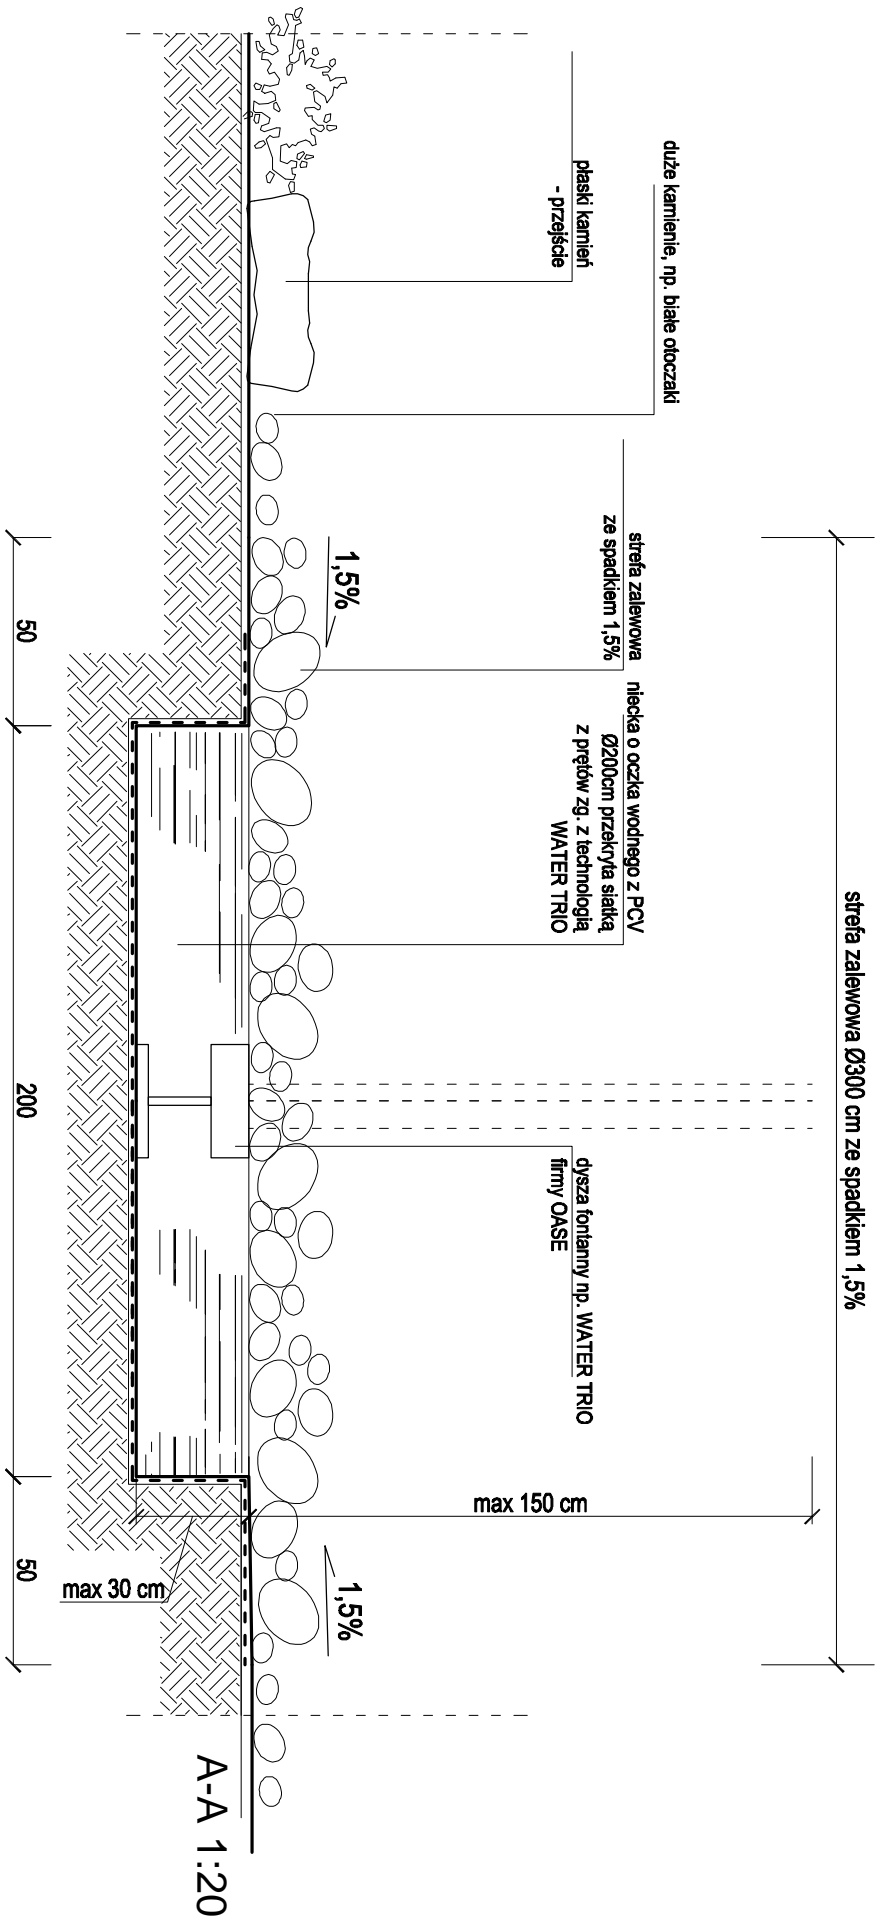 strefa zalewowa Ø300 cm ze spadkiem 1,5%
duże kamienie, np. białe otoczaki
płaski kamień
- przejście
strefa zalewowa
ze spadkiem 1,5%
niecka o oczka wodnego z PCV
Ø200cm przekryta siatką
z prętów zg. z technologią
WATER TRIO
dysza fontanny np. WATER TRIO
firmy OASE
max 150 cm
1,5%
1,5%
max 30 cm
50
200
50
A-A 1:20